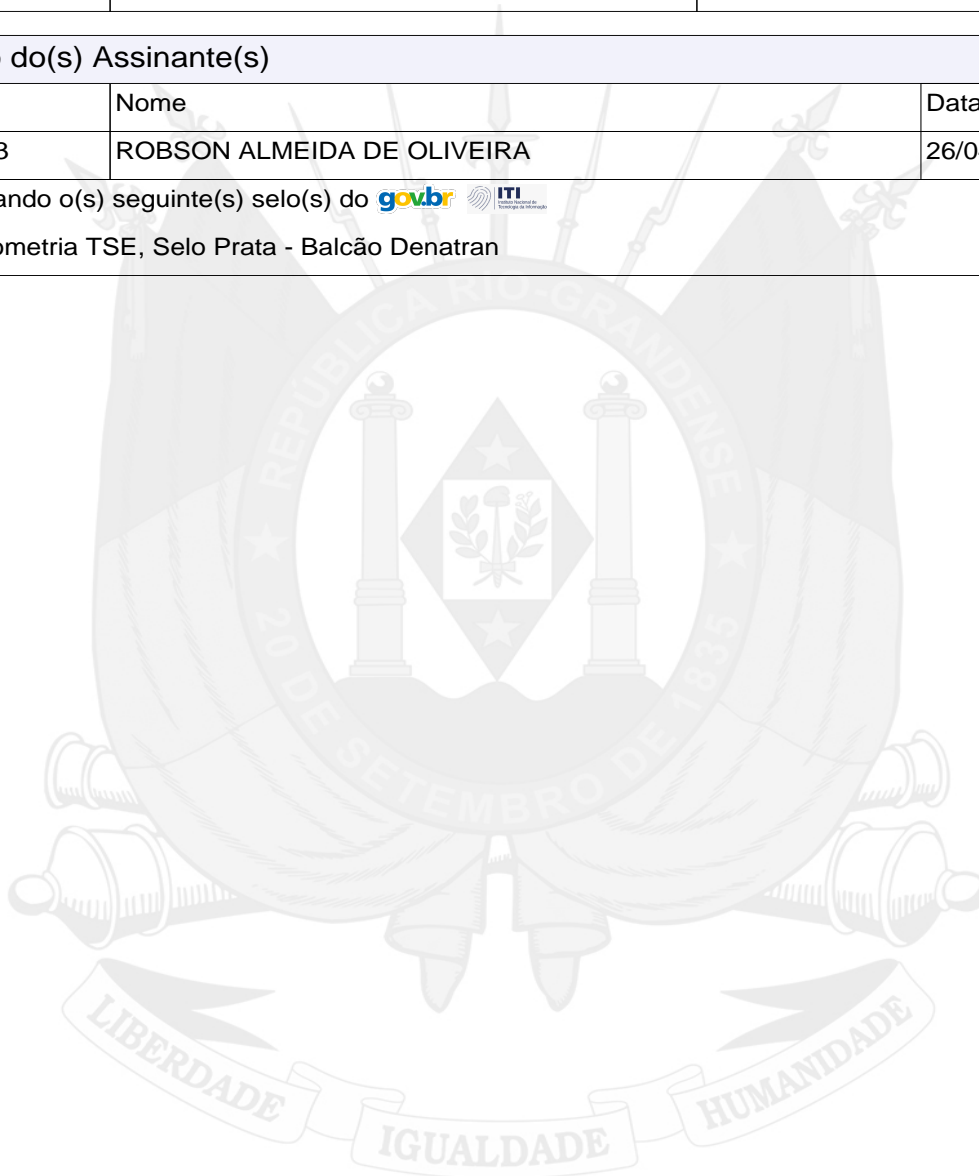 do(s) Assinante(s)
Nome Data
3 ROBSON ALMEIDA DE OLIVEIRA 26/0
ando o(s) seguinte(s) selo(s) do gov.br ITI
ometria TSE, Selo Prata - Balcão Denatran
REPÚBLICA RIO-GRANDENSE
20 DE SETEMBRO DE 1835
LIBERDADE IGUALDADE HUMANIDADE